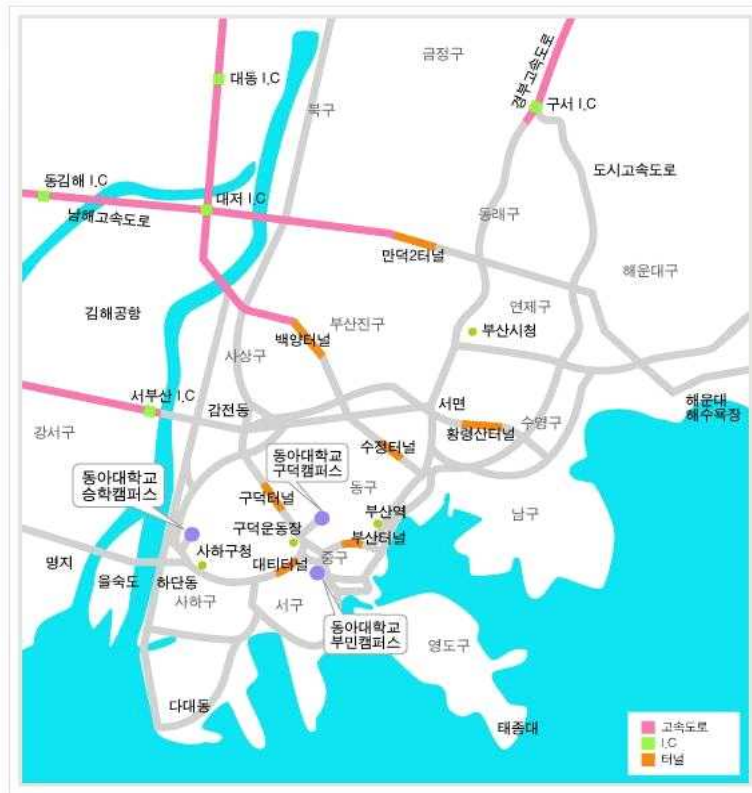 금정구
경부고속도로
대동 I.C
구서 I.C
북구
도시고속도로
동김해 I.C
대저 I.C
남해고속도로
동래구
만덕2터널
해운대구
김해공항
연제구
부산진구
부산시청
백양터널
사상구
서부산 I.C
감전동
서면
해운대
해수욕장
강서구
수영구
황령산터널
수정터널
동아대학교
구덕캠퍼스
동아대학교
승학캠퍼스
동구
구덕터널
부산역
남구
구덕운동장
부산터널
사하구청
중구
명지
대티터널
을숙도
하단동
사하구
서구
동아대학교
부민캠퍼스
영도구
다대동
태종대
고속도로
I.C
터널